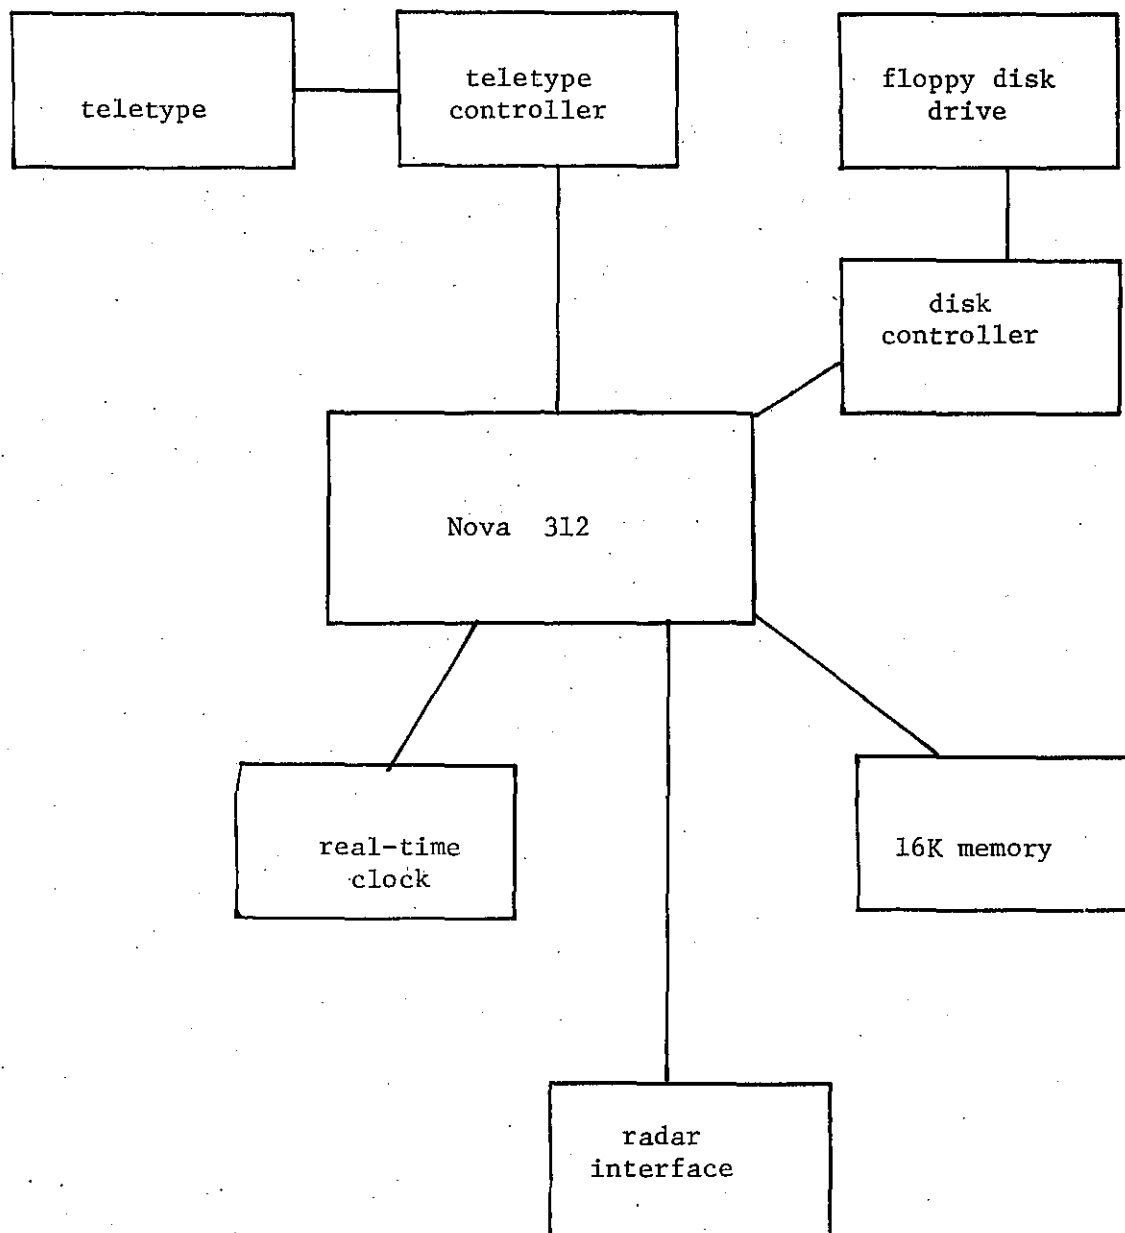 teletype
teletype
controller
floppy disk
drive
disk
controller
Nova 312
real-time
clock
16K memory
radar
interface